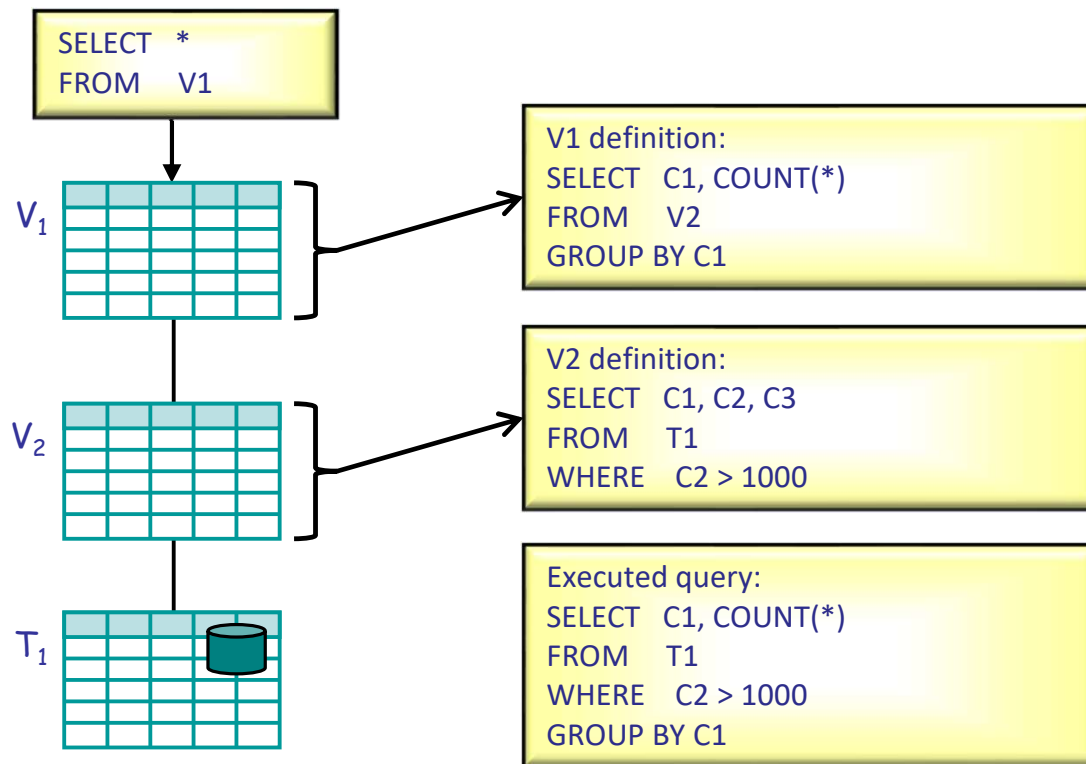 SELECT *
FROM V1
V1
V1 definition:
SELECT C1, COUNT(*)
FROM V2
GROUP BY C1
V2
V2 definition:
SELECT C1, C2, C3
FROM T1
WHERE C2 > 1000
T1
Executed query:
SELECT C1, COUNT(*)
FROM T1
WHERE C2 > 1000
GROUP BY C1